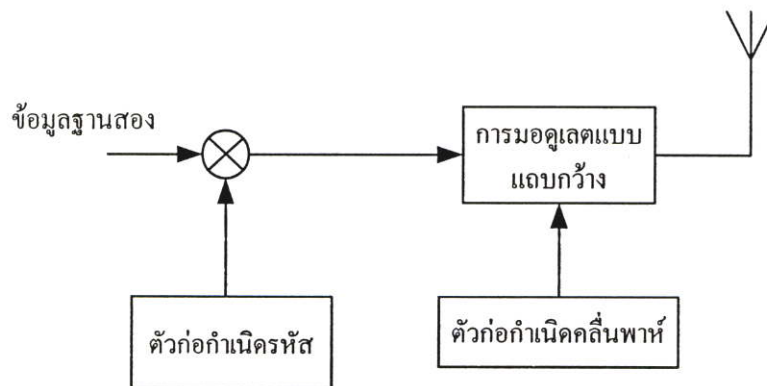 ข้อมูลฐานสอง
การมอดูเลตแบบ
แถบกว้าง
ตัวก่อกำเนิดรหัส
ตัวก่อกำเนิดคลื่นพาห์